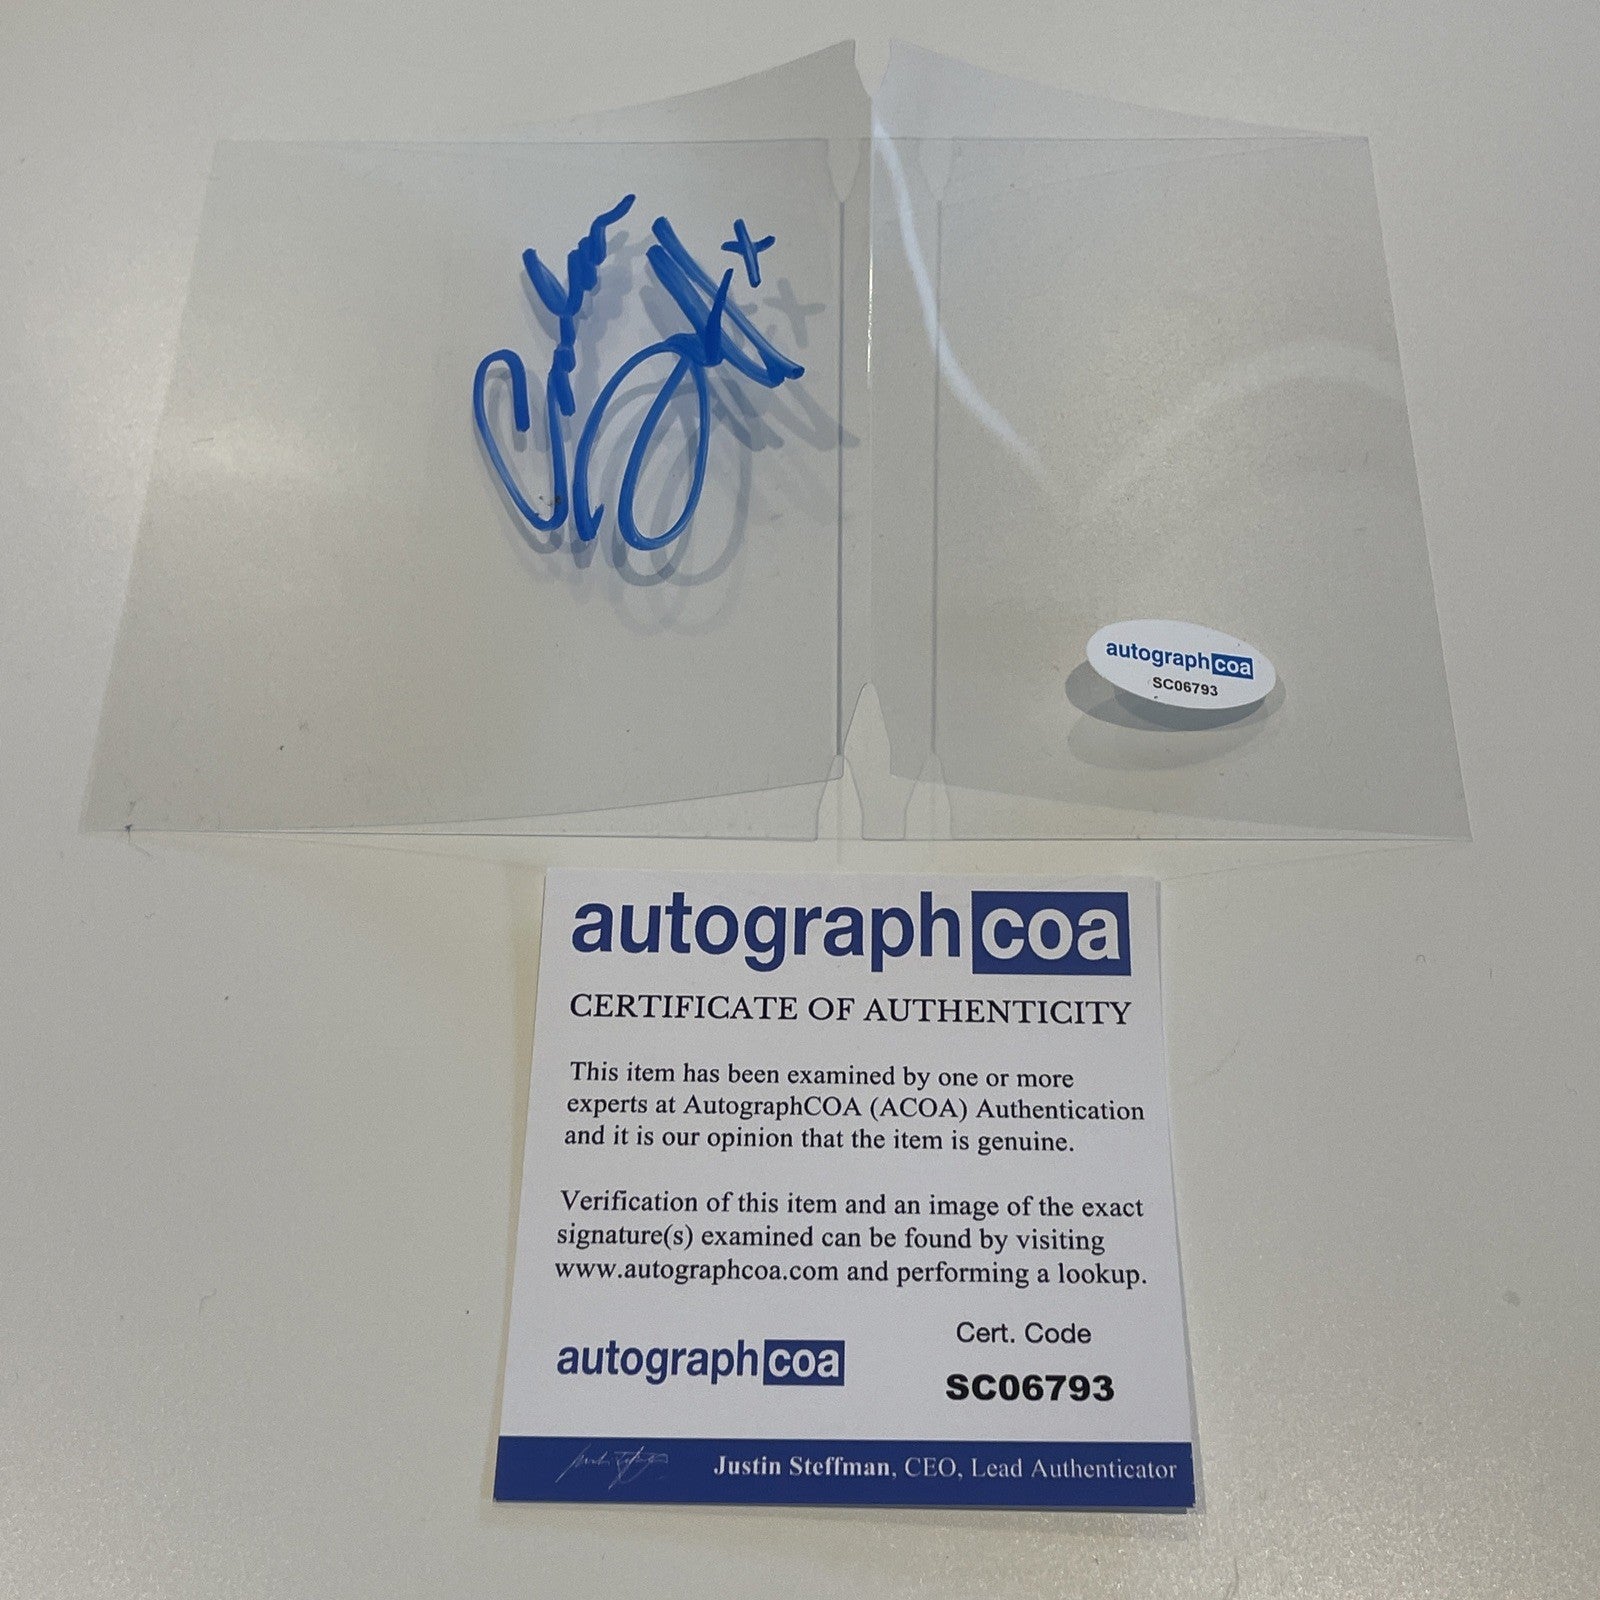 autographcoa
SC06793
autographcoa
CERTIFICATE OF AUTHENTICITY
This item has been examined by one or more
experts at AutographCOA (ACOA) Authentication
and it is our opinion that the item is genuine.
Verification of this item and an image of the exact
signature(s) examined can be found by visiting
www.autographcoa.com and performing a lookup.
autographcoa
Cert. Code
SC06793
Justin Steffman, CEO, Lead Authenticator